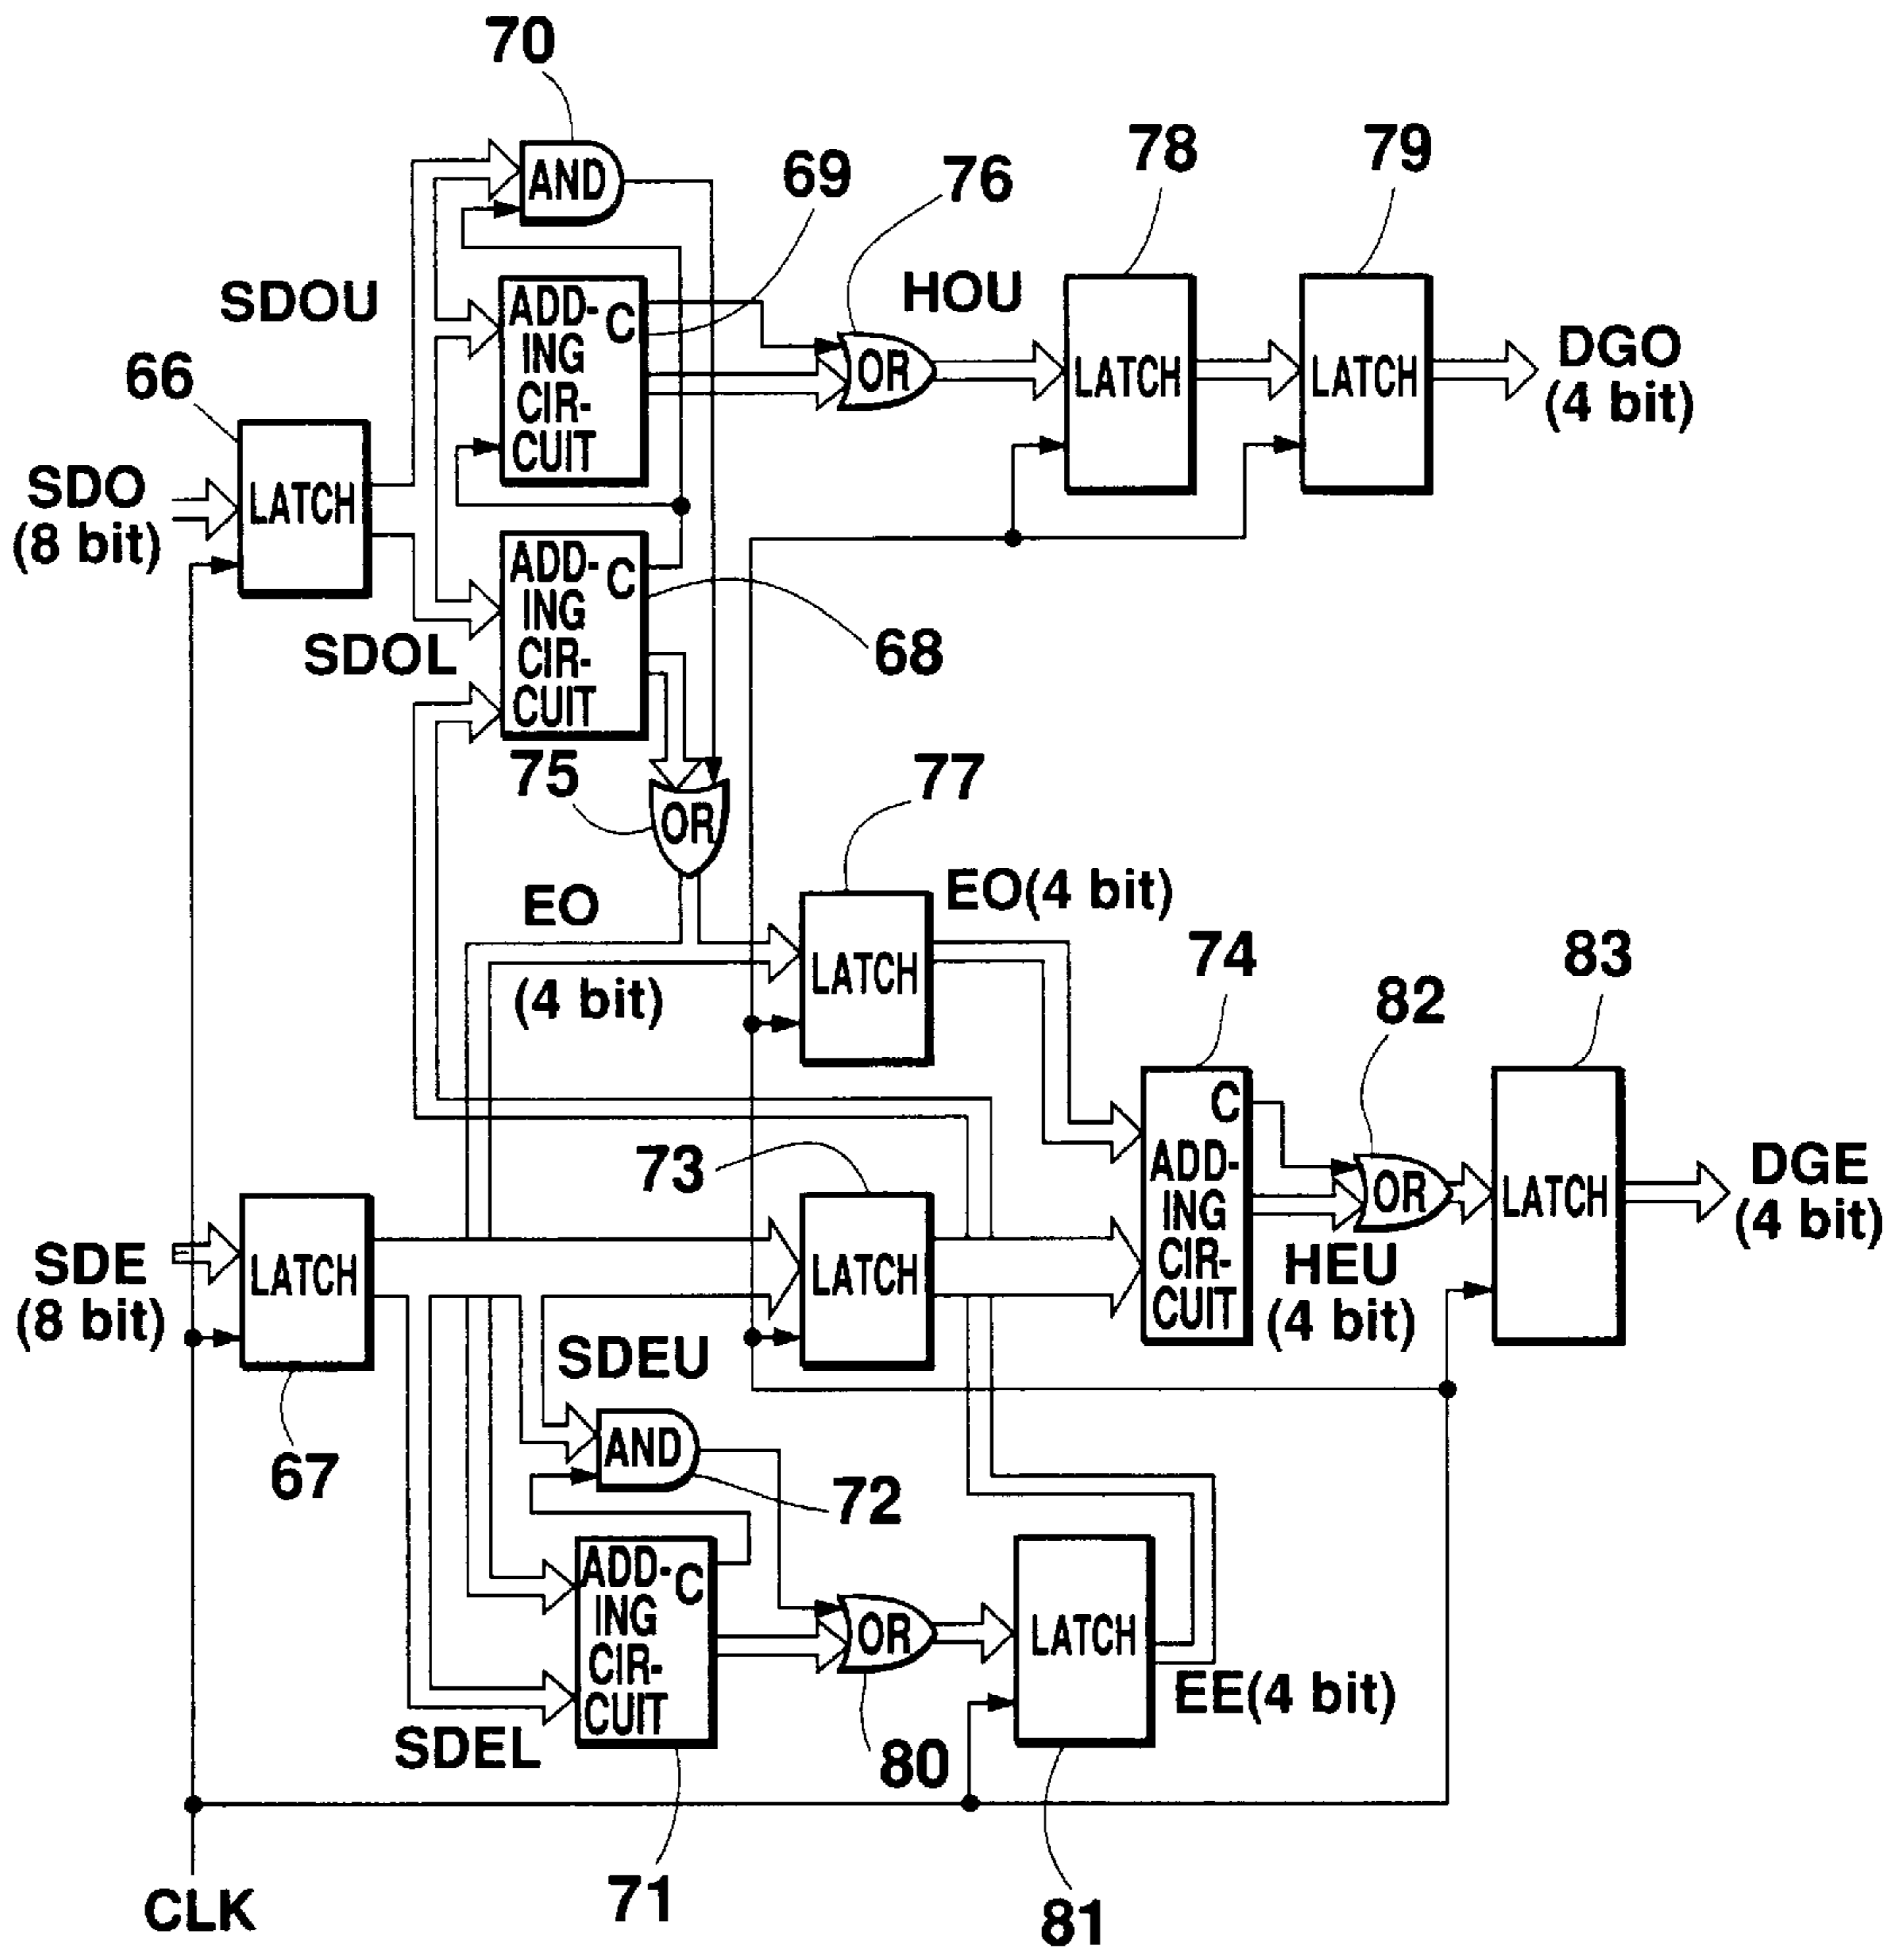 70
AND
69
76
78
79
SDOU
ADD-
ING
CIR-
CUIT
C
OR
HOU
LATCH
LATCH
DGO
(4 bit)
66
SDO
(8 bit)
LATCH
ADD-
ING
CIR-
CUIT
C
SDOL
68
75
OR
77
EO
(4 bit)
LATCH
EO(4 bit)
74
82
83
73
C
ADD-
ING
CIR-
CUIT
OR
LATCH
DGE
(4 bit)
SDE
(8 bit)
LATCH
LATCH
HEU
(4 bit)
SDEU
67
AND
72
ADD-
ING
CIR-
CUIT
C
OR
LATCH
EE(4 bit)
SDEL
80
71
81
CLK